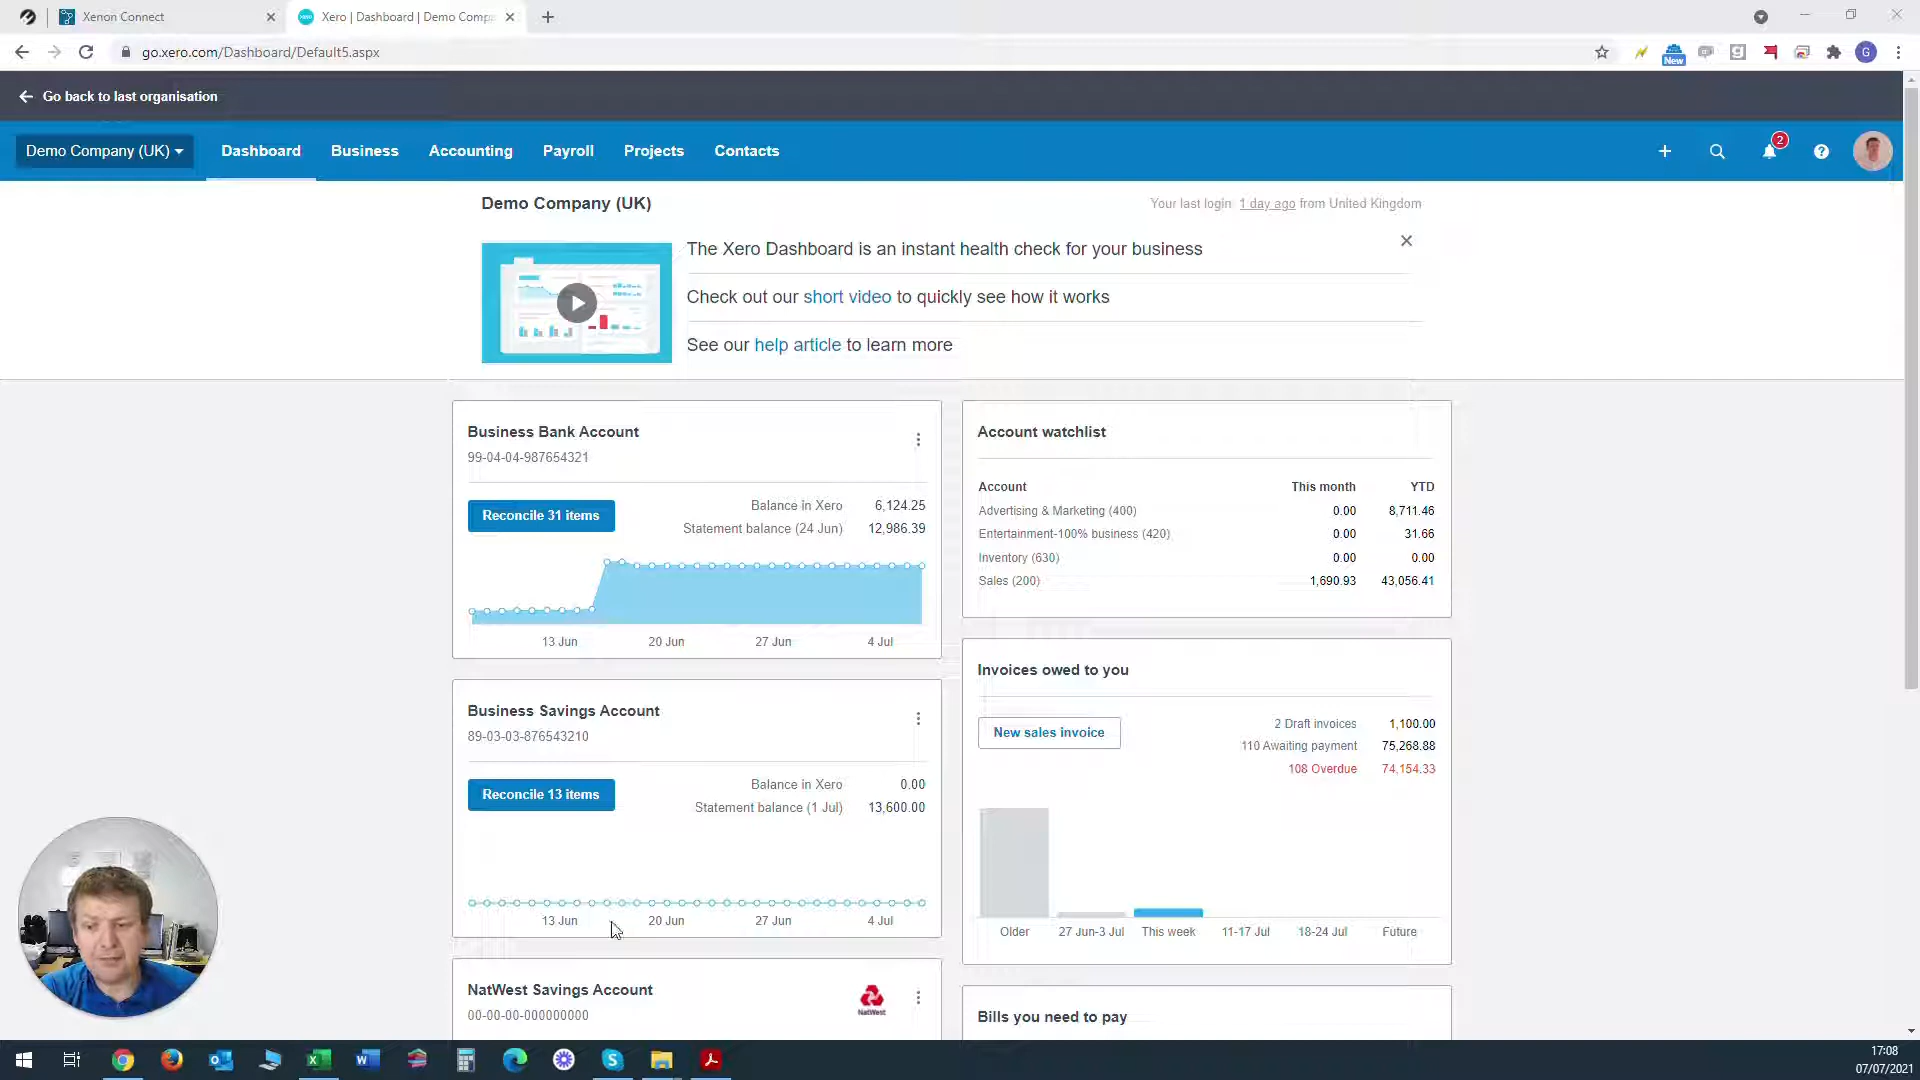 Xenon Connect
Xero | Dashboard | Demo Comp
go.xero.com/Dashboard/Default5.aspx
New
G
Go back to last organisation
Demo Company (UK)
Dashboard
Business
Accounting
Payroll
Projects
Contacts
2
Demo Company (UK)
Your last login: 1 day ago from United Kingdom
The Xero Dashboard is an instant health check for your business
Check out our short video to quickly see how it works
See our help article to learn more
Business Bank Account
99-04-04-987654321
Reconcile 31 items
Balance in Xero 6,124.25
Statement balance (24 Jun) 12,986.39
13 Jun 20 Jun 27 Jun 4 Jul
Business Savings Account
89-03-03-876543210
Reconcile 13 items
Balance in Xero 0.00
Statement balance (1 Jul) 13,600.00
13 Jun 20 Jun 27 Jun 4 Jul
NatWest Savings Account
00-00-00-000000000
NatWest
Account watchlist
Account This month YTD
Advertising & Marketing (400) 0.00 8,711.46
Entertainment-100% business (420) 0.00 31.66
Inventory (630) 0.00 0.00
Sales (200) 1,690.93 43,056.41
Invoices owed to you
New sales invoice
2 Draft invoices 1,100.00
110 Awaiting payment 75,268.88
108 Overdue 74,154.33
Older 27 Jun-3 Jul This week 11-17 Jul 18-24 Jul Future
Bills you need to pay
17:08
07/07/2021